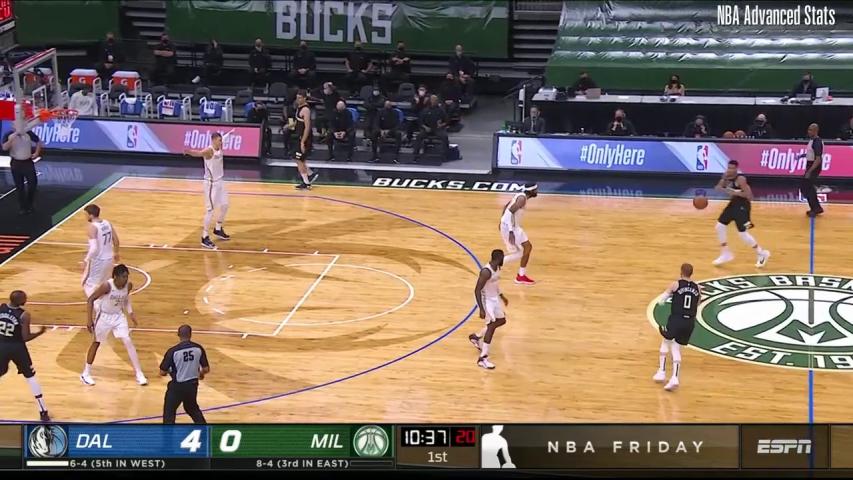 NBA Advanced Stats
BUCKS
#OnlyHere
#OnlyHere
#OnlyHere
#OnlyHere
BUCKS.COM
77
22
25
0
EST. 19
DAL 4 0 MIL
6-4 (5TH IN WEST)
8-4 (3RD IN EAST)
10:37 20
1st
NBA FRIDAY
ESPN